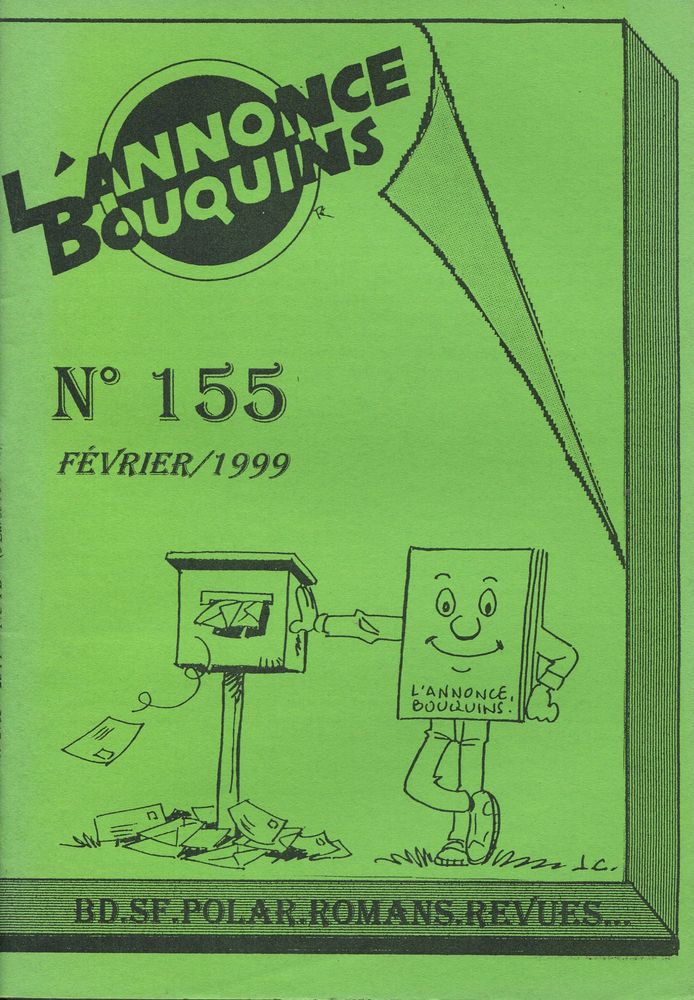 L'ANNONCE
BOUQUINS
N° 155
FÉVRIER/1999
L'ANNONCE,
BOUQUINS.
J.C.
BD.SF.POLAR.ROMANS.REVUES...